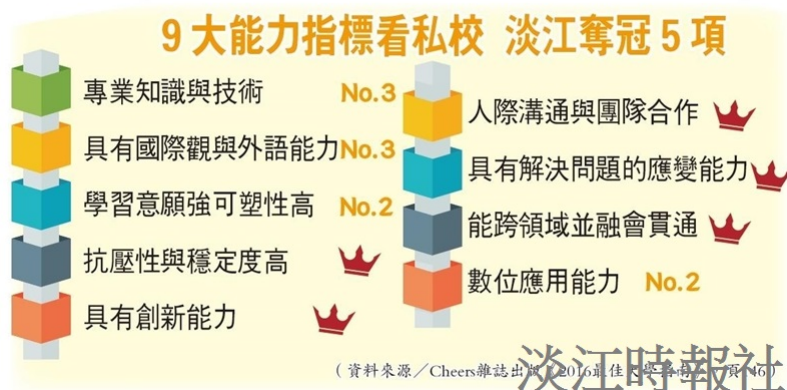 9大能力指標看私校 淡江奪冠5項
專業知識與技術 No.3
具有國際觀與外語能力 No.3
學習意願強可塑性高 No.2
抗壓性與穩定度高
具有創新能力
人際溝通與團隊合作
具有解決問題的應變能力
能跨領域並融會貫通
數位應用能力 No.2
(資料來源／Cheers雜誌出版《2016最佳大學指南》
淡江時報社